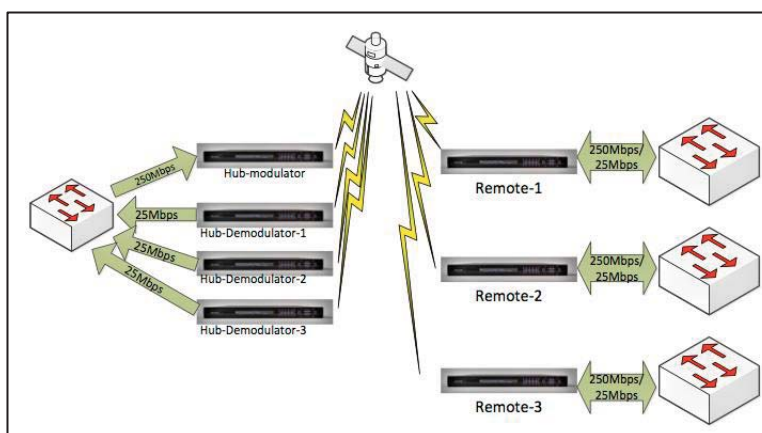 250Mbps
Hub-modulator
25Mbps
Hub-Demodulator-1
25Mbps
Hub-Demodulator-2
25Mbps
Hub-Demodulator-3
250Mbps/
25Mbps
Remote-1
250Mbps/
25Mbps
Remote-2
250Mbps/
25Mbps
Remote-3